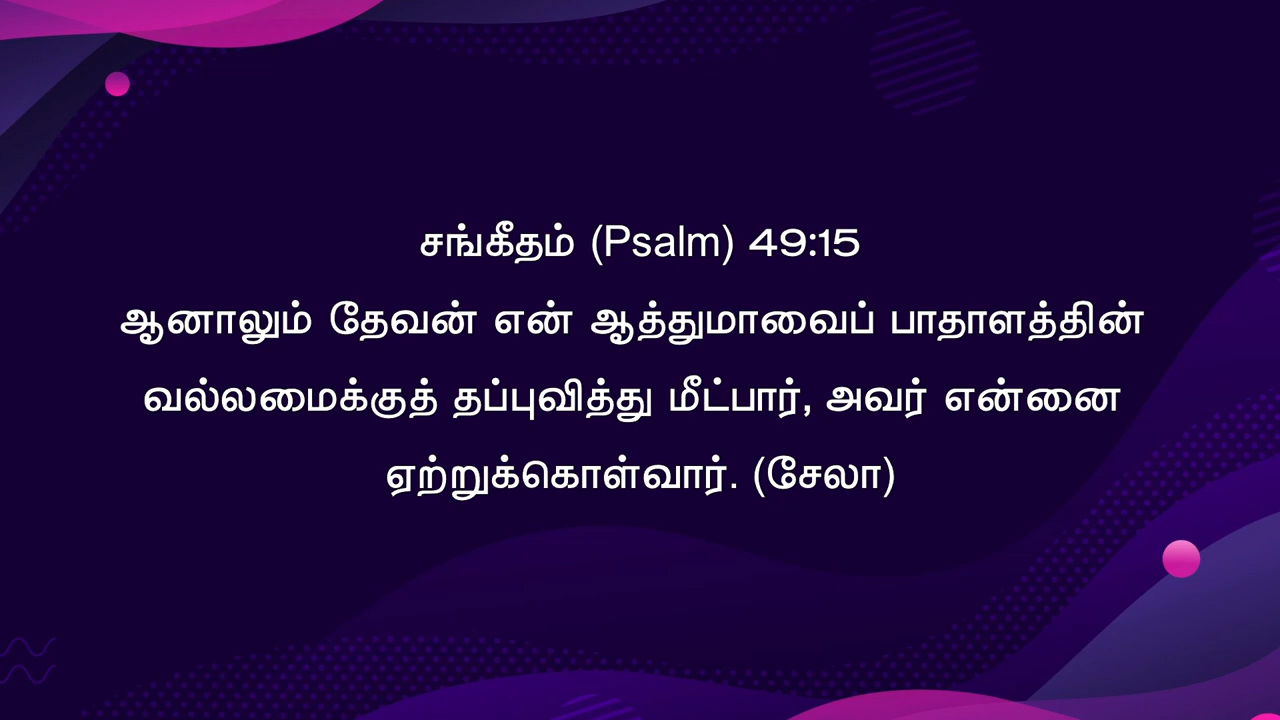 சங்கீதம் (Psalm) 49:15
ஆனாலும் தேவன் என் ஆத்துமாவைப் பாதாளத்தின்
வல்லமைக்குத் தப்புவித்து மீட்பார், அவர் என்னை
ஏற்றுக்கொள்வார். (சேலா)